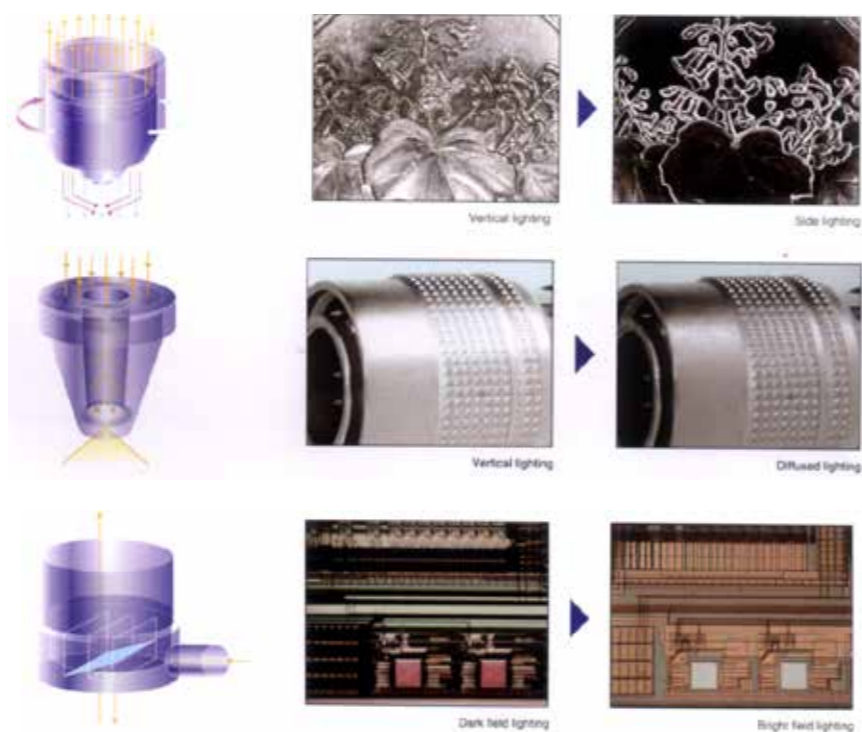 Vertical lighting
Side lighting
Vertical lighting
Diffused lighting
Dark field lighting
Bright field lighting